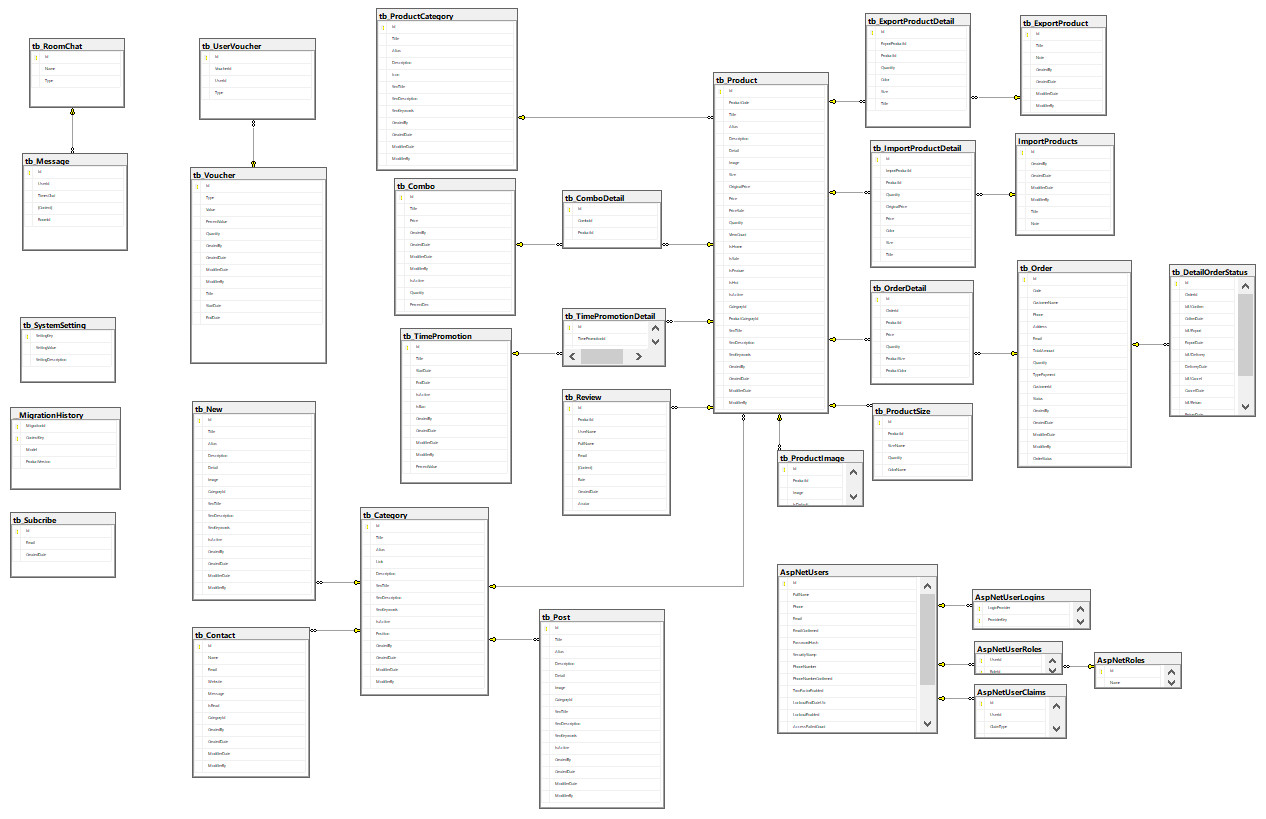 tb_RoomChat
Id
Name
Type
tb_Message
Id
UserId
[Content]
RoomId
tb_UserVoucher
Id
VoucherId
UserId
Type
tb_Voucher
Id
Type
Value
PercentValue
Quantity
CreatedBy
CreatedDate
ModifiedDate
ModifiedBy
Title
StartDate
EndDate
tb_SystemSetting
SettingKey
SettingValue
SettingDescription
__MigrationHistory
MigrationId
ContextKey
Model
ProductVersion
tb_Subcribe
Id
Email
CreatedDate
tb_New
Id
Title
Alias
Description
Detail
Image
CategoryId
SeoTitle
SeoDescription
SeoKeywords
IsActive
CreatedBy
CreatedDate
ModifiedDate
ModifiedBy
tb_Contact
Id
Name
Email
Website
Message
IsRead
CategoryId
CreatedBy
CreatedDate
ModifiedDate
ModifiedBy
tb_ProductCategory
Id
Title
Alias
Description
Icon
SeoTitle
SeoDescription
SeoKeywords
CreatedBy
CreatedDate
ModifiedDate
ModifiedBy
tb_Combo
Id
Title
Price
CreatedBy
CreatedDate
ModifiedDate
ModifiedBy
IsActive
Quantity
tb_ComboDetail
Id
ComboId
ProductId
tb_TimePromotion
Id
Title
StartDate
EndDate
IsActive
CreatedBy
CreatedDate
ModifiedDate
ModifiedBy
PercentValue
tb_TimePromotionDetail
Id
TimePromotionId
tb_Review
Id
ProductId
UserName
FullName
Email
[Content]
Rate
CreatedDate
Avatar
tb_Category
Id
Title
Alias
Link
Description
SeoTitle
SeoDescription
SeoKeywords
IsActive
Position
CreatedBy
CreatedDate
ModifiedDate
ModifiedBy
tb_Post
Id
Title
Alias
Description
Detail
Image
CategoryId
SeoTitle
SeoDescription
SeoKeywords
IsActive
CreatedBy
CreatedDate
ModifiedDate
ModifiedBy
tb_Product
Id
ProductCode
Title
Alias
Description
Detail
Image
Size
OriginalPrice
Price
PriceSale
Quantity
ViewCount
IsHome
IsSale
IsFeature
IsHot
IsActive
CategoryId
ProductCategoryId
SeoTitle
SeoDescription
SeoKeywords
CreatedBy
CreatedDate
ModifiedDate
ModifiedBy
tb_ProductImage
Id
ProductId
Image
tb_ExportProductDetail
Id
ExportProductId
ProductId
Quantity
Color
Size
Title
tb_ExportProduct
Id
Title
Note
CreatedBy
CreatedDate
ModifiedDate
ModifiedBy
tb_ImportProductDetail
Id
ImportProductId
ProductId
Quantity
OriginalPrice
Price
Color
Size
Title
ImportProducts
Id
CreatedBy
CreatedDate
ModifiedDate
ModifiedBy
Title
Note
tb_OrderDetail
Id
OrderId
ProductId
Price
Quantity
ProductSize
ProductColor
tb_ProductSize
Id
ProductId
SizeName
Quantity
ColorName
tb_Order
Id
Code
CustomerName
Phone
Address
Email
TotalAmount
Quantity
TypePayment
CustomerId
Status
CreatedBy
CreatedDate
ModifiedDate
ModifiedBy
OrderStatus
tb_DetailOrderStatus
Id
OrderId
OrderDate
ExportDate
DeliveryDate
CancelDate
AspNetUsers
Id
FullName
Phone
Email
EmailConfirmed
PasswordHash
SecurityStamp
PhoneNumber
PhoneNumberConfirmed
TwoFactorEnabled
LockoutEndDateUtc
LockoutEnabled
AccessFailedCount
AspNetUserLogins
LoginProvider
ProviderKey
AspNetUserRoles
UserId
RoleId
AspNetRoles
Id
Name
AspNetUserClaims
Id
UserId
ClaimType